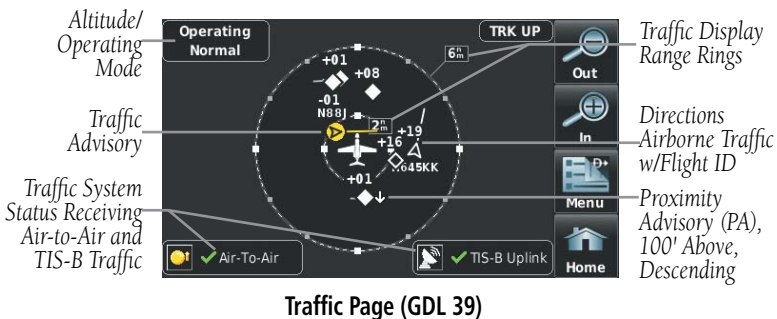 Altitude/
Operating
Mode
Traffic
Advisory
Traffic System
Status Receiving
Air-to-Air and
TIS-B Traffic
Operating
Normal
TRK UP
6nm
+01
+08
-01
N88J
2nm
+19
+16
645KK
+01
Air-To-Air
TIS-B Uplink
Out
In
Menu
Home
Traffic Display
Range Rings
Directions
Airborne Traffic
w/Flight ID
Proximity
Advisory (PA),
100' Above,
Descending
Traffic Page (GDL 39)